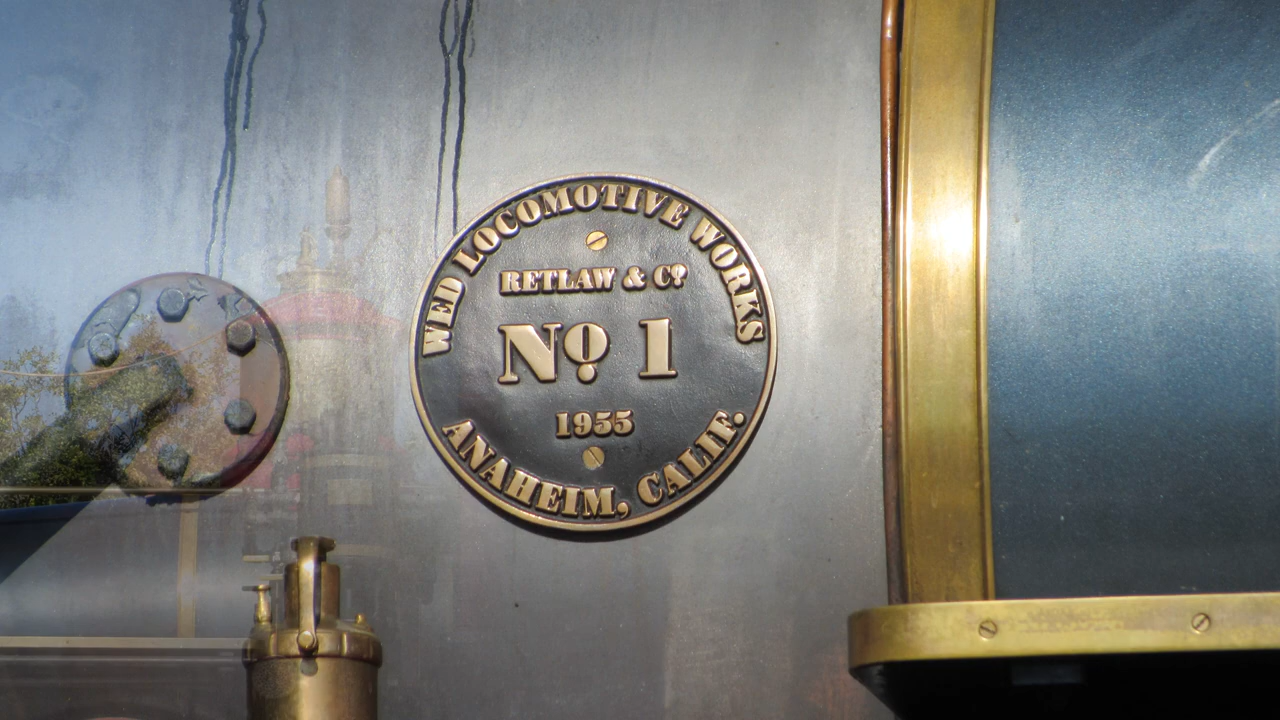 WED LOCOMOTIVE WORKS
RETLAW & Cº
Nº 1
1955
ANAHEIM, CALIF.